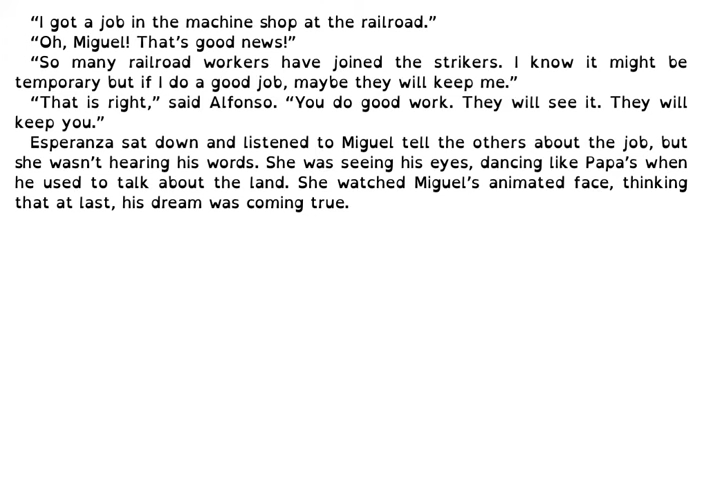 “I got a job in the machine shop at the railroad.”
“Oh, Miguel! That’s good news!”
“So many railroad workers have joined the strikers. I know it might be
temporary but if I do a good job, maybe they will keep me.”
“That is right,” said Alfonso. “You do good work. They will see it. They will
keep you.”
Esperanza sat down and listened to Miguel tell the others about the job, but
she wasn’t hearing his words. She was seeing his eyes, dancing like Papa’s when
he used to talk about the land. She watched Miguel’s animated face, thinking
that at last, his dream was coming true.